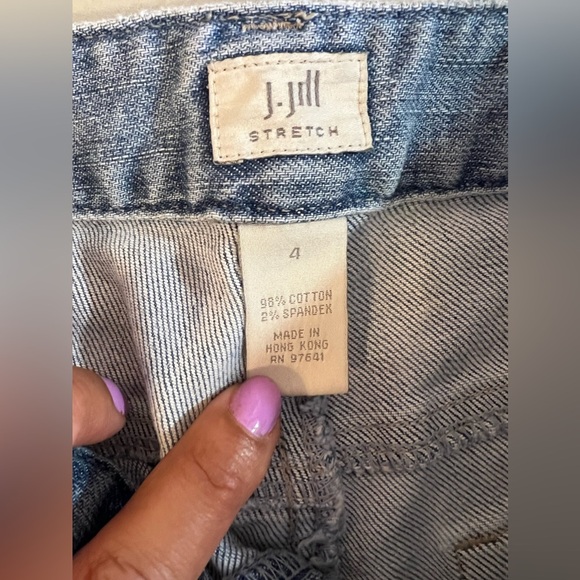 J.Jill
STRETCH
4
98% COTTON
2% SPANDEX
MADE IN
HONG KONG
RN 97641